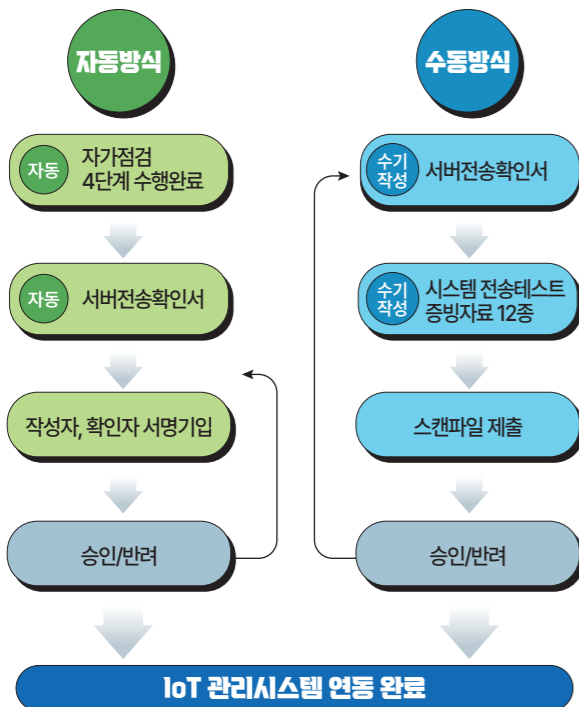 자동방식
자동
자가점검
4단계 수행완료
자동
서버전송확인서
작성자, 확인자 서명기입
승인/반려
수동방식
수기
작성
서버전송확인서
수기
작성
시스템 전송테스트
증빙자료 12종
스캔파일 제출
승인/반려
IoT 관리시스템 연동 완료